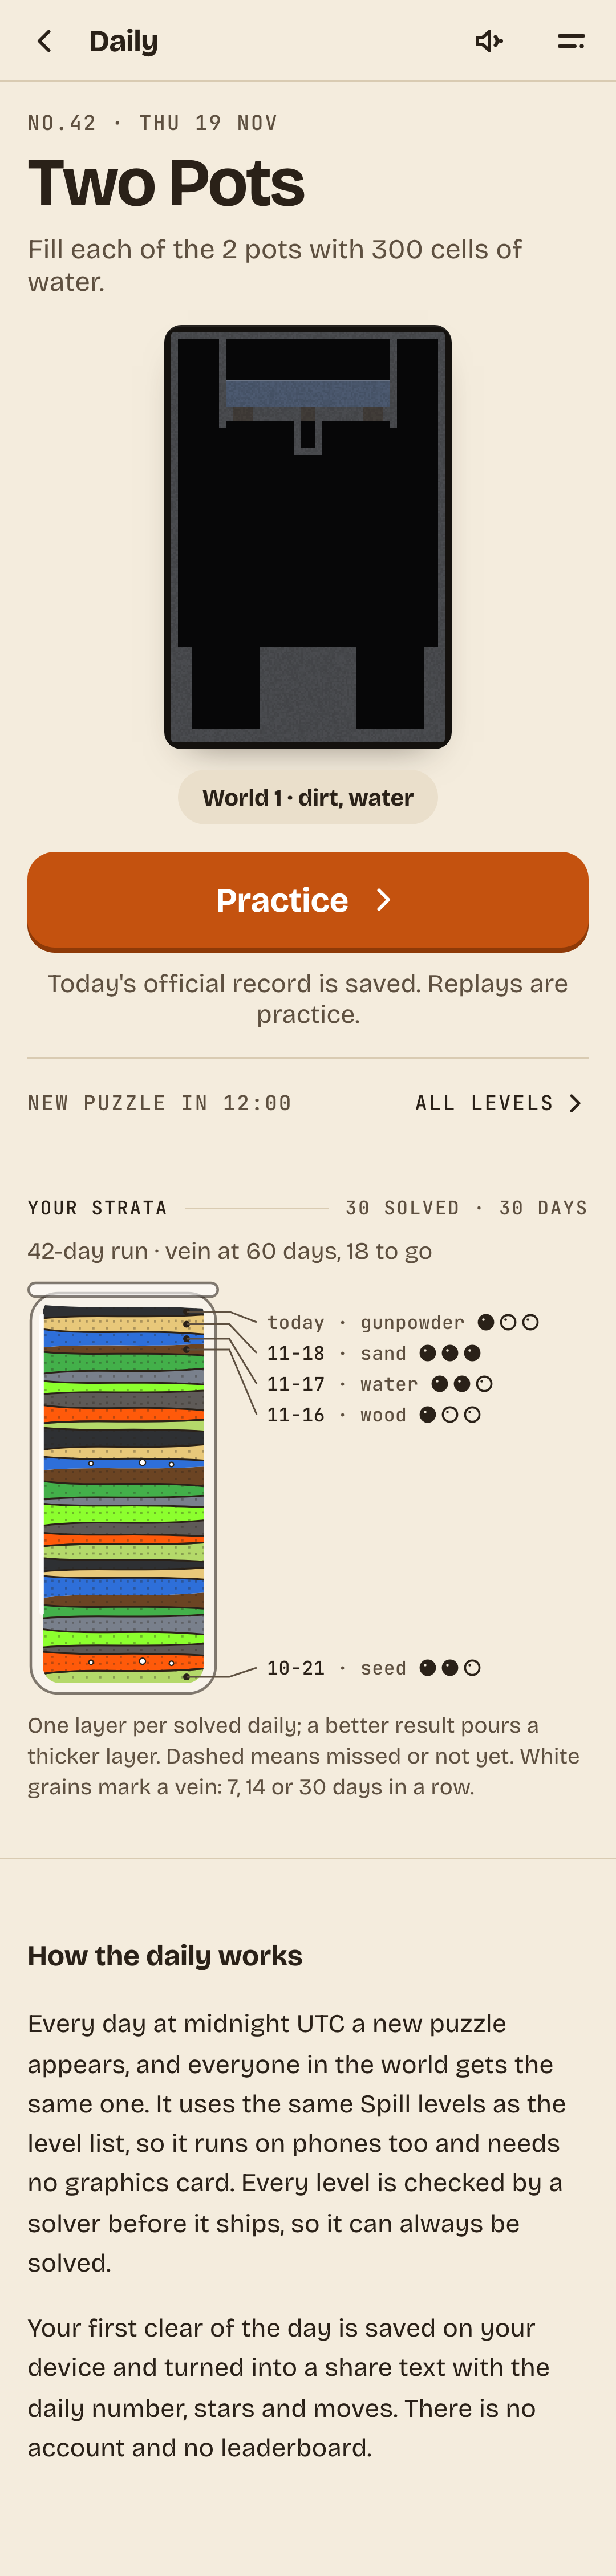 Daily
NO.42 · THU 19 NOV
Two Pots
Fill each of the 2 pots with 300 cells of
water.
World 1 · dirt, water
Practice
Today's official record is saved. Replays are
practice.
NEW PUZZLE IN 12:00
ALL LEVELS
YOUR STRATA
30 SOLVED · 30 DAYS
42-day run · vein at 60 days, 18 to go
today · gunpowder
11-18 · sand
11-17 · water
11-16 · wood
10-21 · seed
One layer per solved daily; a better result pours a
thicker layer. Dashed means missed or not yet. White
grains mark a vein: 7, 14 or 30 days in a row.
How the daily works
Every day at midnight UTC a new puzzle
appears, and everyone in the world gets the
same one. It uses the same Spill levels as the
level list, so it runs on phones too and needs
no graphics card. Every level is checked by a
solver before it ships, so it can always be
solved.
Your first clear of the day is saved on your
device and turned into a share text with the
daily number, stars and moves. There is no
account and no leaderboard.